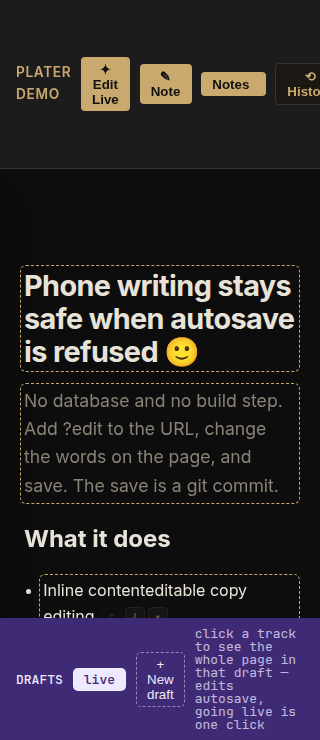 PLATER
DEMO
✦
Edit
Live
✎
Note
Notes
⟲
Phone writing stays
safe when autosave
is refused 🙂
No database and no build step.
Add ?edit to the URL, change
the words on the page, and
save. The save is a git commit.
What it does
• Inline contenteditable copy
editing
DRAFTS
live
+
New
draft
click a track
to see the
whole page in
that draft —
edits
autosave,
going live is
one click